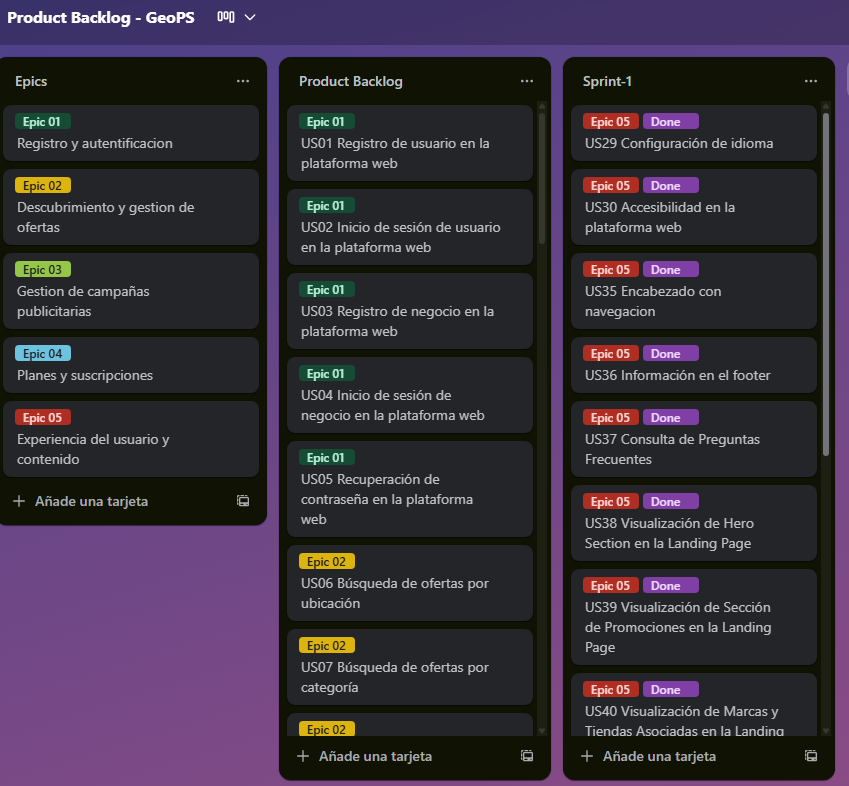 Product Backlog - GeoPS
Epics
Epic 01
Registro y autentificacion
Epic 02
Descubrimiento y gestion de
ofertas
Epic 03
Gestion de campañas
publicitarias
Epic 04
Planes y suscripciones
Epic 05
Experiencia del usuario y
contenido
Añade una tarjeta
Product Backlog
Epic 01
US01 Registro de usuario en la
plataforma web
Epic 01
US02 Inicio de sesión de usuario
en la plataforma web
Epic 01
US03 Registro de negocio en la
plataforma web
Epic 01
US04 Inicio de sesión de
negocio en la plataforma web
Epic 01
US05 Recuperación de
contraseña en la plataforma
web
Epic 02
US06 Búsqueda de ofertas por
ubicación
Epic 02
US07 Búsqueda de ofertas por
categoría
Epic 02
Añade una tarjeta
Sprint-1
Epic 05 Done
US29 Configuración de idioma
Epic 05 Done
US30 Accesibilidad en la
plataforma web
Epic 05 Done
US35 Encabezado con
navegacion
Epic 05 Done
US36 Información en el footer
Epic 05 Done
US37 Consulta de Preguntas
Frecuentes
Epic 05 Done
US38 Visualización de Hero
Section en la Landing Page
Epic 05 Done
US39 Visualización de Sección
de Promociones en la Landing
Page
Epic 05 Done
US40 Visualización de Marcas y
Tiendas Asociadas en la Landing
Añade una tarjeta